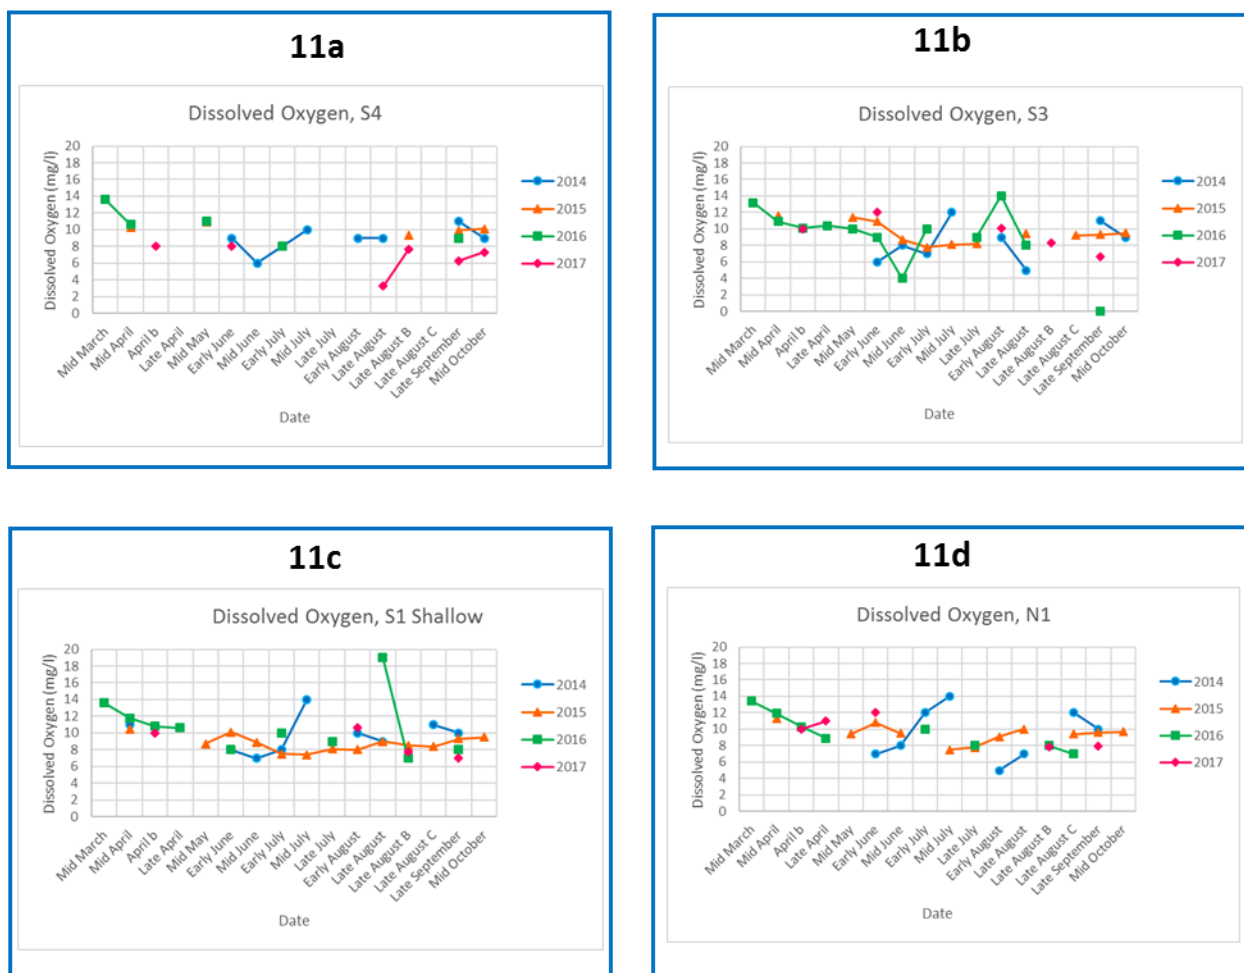 11a
Dissolved Oxygen, S4
Dissolved Oxygen (mg/l)
20
18
16
14
12
10
8
6
4
2
0
Mid March
Mid April
April b
Late April
Mid May
Early June
Mid June
Early July
Mid July
Late July
Early August
Late August
Late August B
Late August C
Late September
Mid October
Date
2014
2015
2016
2017
11b
Dissolved Oxygen, S3
Dissolved Oxygen (mg/l)
20
18
16
14
12
10
8
6
4
2
0
Mid March
Mid April
April b
Late April
Mid May
Early June
Mid June
Early July
Mid July
Late July
Early August
Late August
Late August B
Late August C
Late September
Mid October
Date
2014
2015
2016
2017
11c
Dissolved Oxygen, S1 Shallow
Dissolved Oxygen (mg/l)
20
18
16
14
12
10
8
6
4
2
0
Mid March
Mid April
April b
Late April
Mid May
Early June
Mid June
Early July
Mid July
Late July
Early August
Late August
Late August B
Late August C
Late September
Mid October
Date
2014
2015
2016
2017
11d
Dissolved Oxygen, N1
Dissolved Oxygen (mg/l)
20
18
16
14
12
10
8
6
4
2
0
Mid March
Mid April
April b
Late April
Mid May
Early June
Mid June
Early July
Mid July
Late July
Early August
Late August
Late August B
Late August C
Late September
Mid October
Date
2014
2015
2016
2017